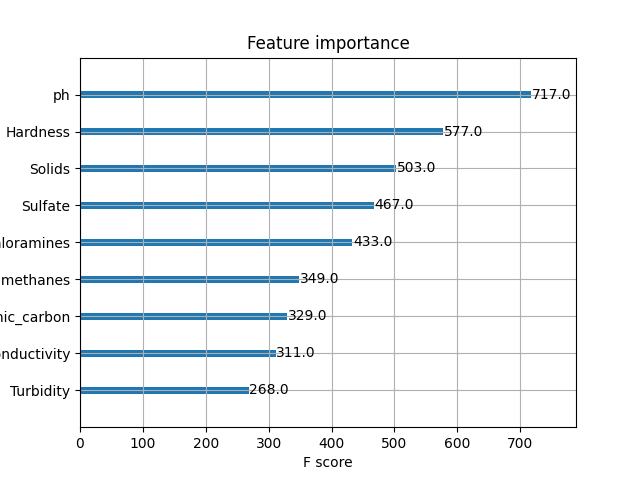 Feature importance
ph 717.0
Hardness 577.0
Solids 503.0
Sulfate 467.0
loramines 433.0
methanes 349.0
nic_carbon 329.0
onductivity 311.0
Turbidity 268.0
0 100 200 300 400 500 600 700
F score